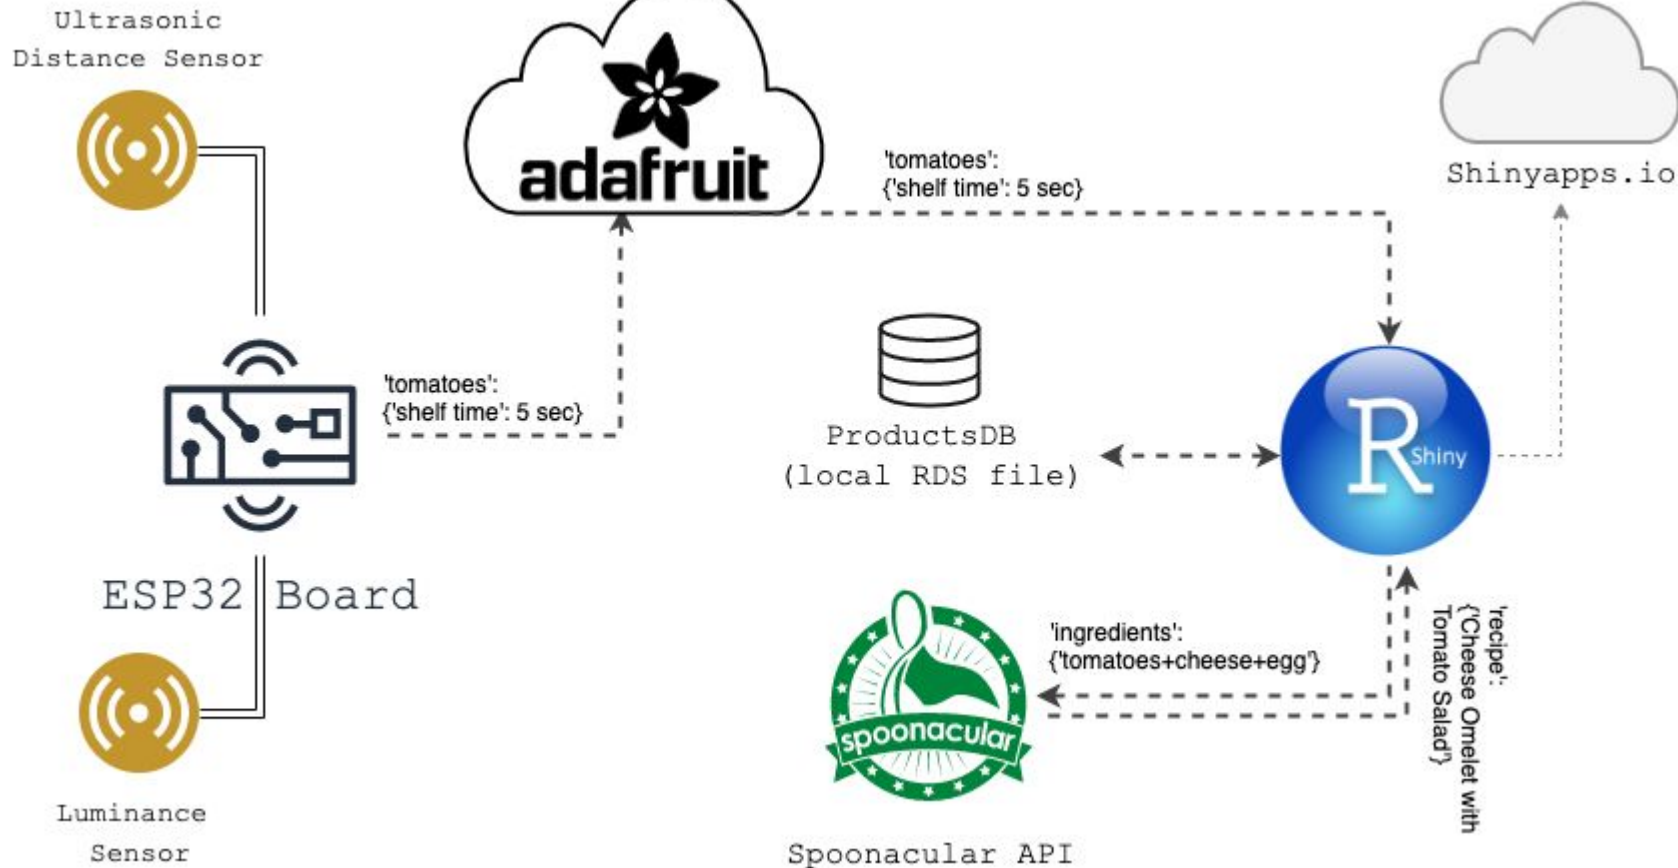 Ultrasonic
Distance Sensor
adafruit
'tomatoes':
{'shelf time': 5 sec}
Shinyapps.io
'tomatoes':
{'shelf time': 5 sec}
ProductsDB
(local RDS file)
R
Shiny
ESP32 Board
'ingredients':
{'tomatoes+cheese+egg'}
'recipe':
{'Cheese Omelet with
Tomato Salad'}
spoonacular
Luminance
Sensor
Spoonacular API